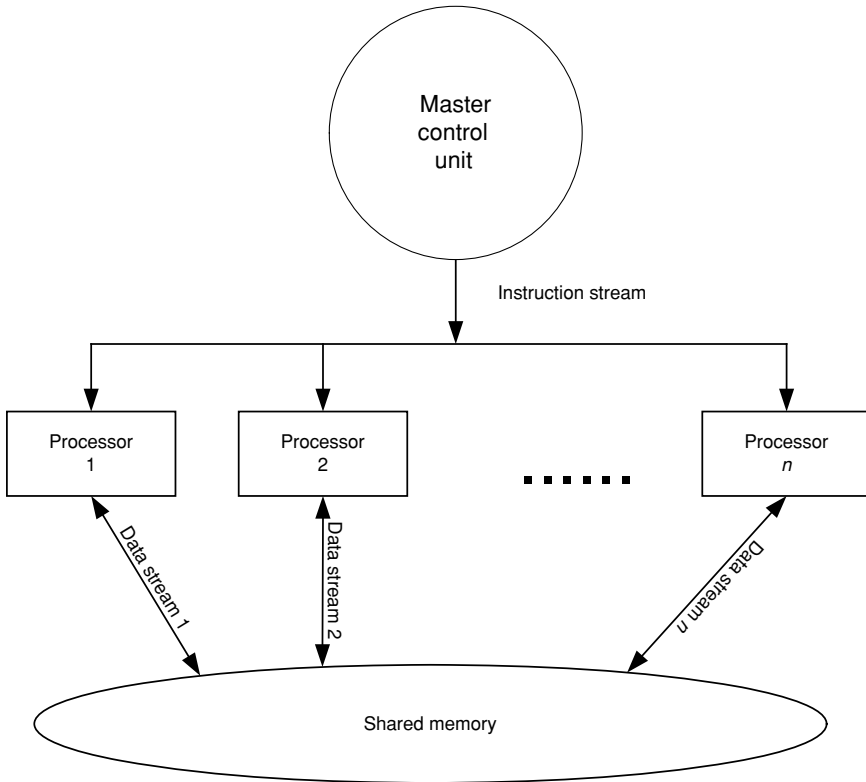 Master
control
unit
Instruction stream
Processor
1
Processor
2
Processor
n
Data stream 1
Data stream 2
Data stream n
Shared memory